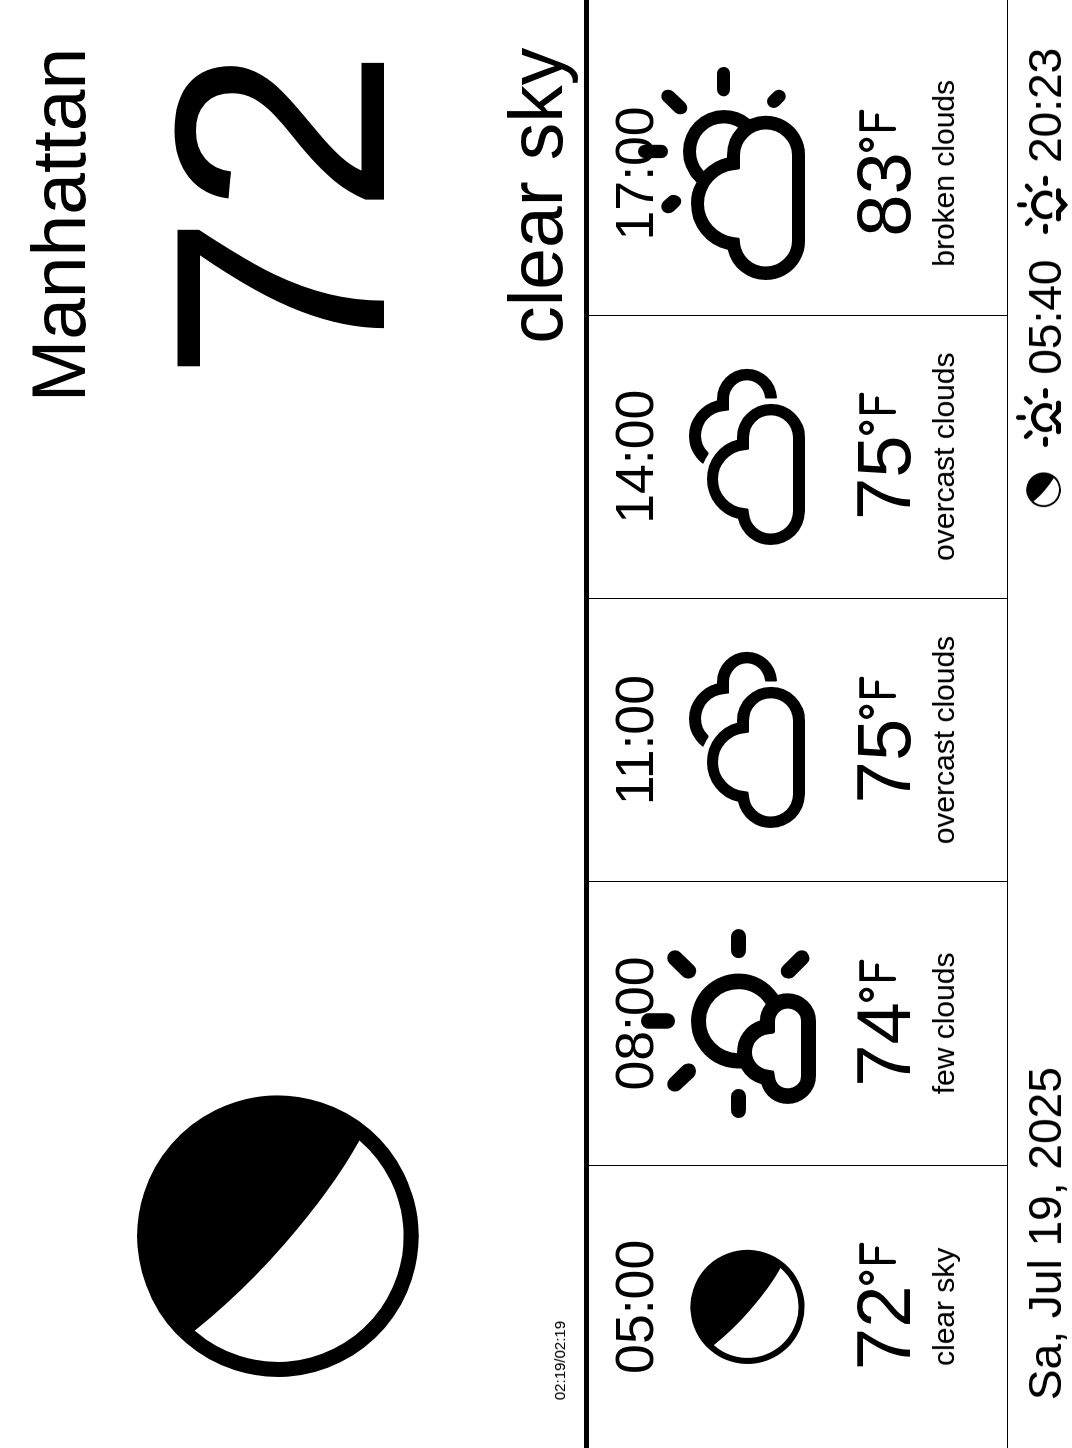 Manhattan
72
clear sky
02:19/02:19
05:00
72°F
clear sky
08:00
74°F
few clouds
11:00
75°F
overcast clouds
14:00
75°F
overcast clouds
17:00
83°F
broken clouds
Sa, Jul 19, 2025
05:40
20:23